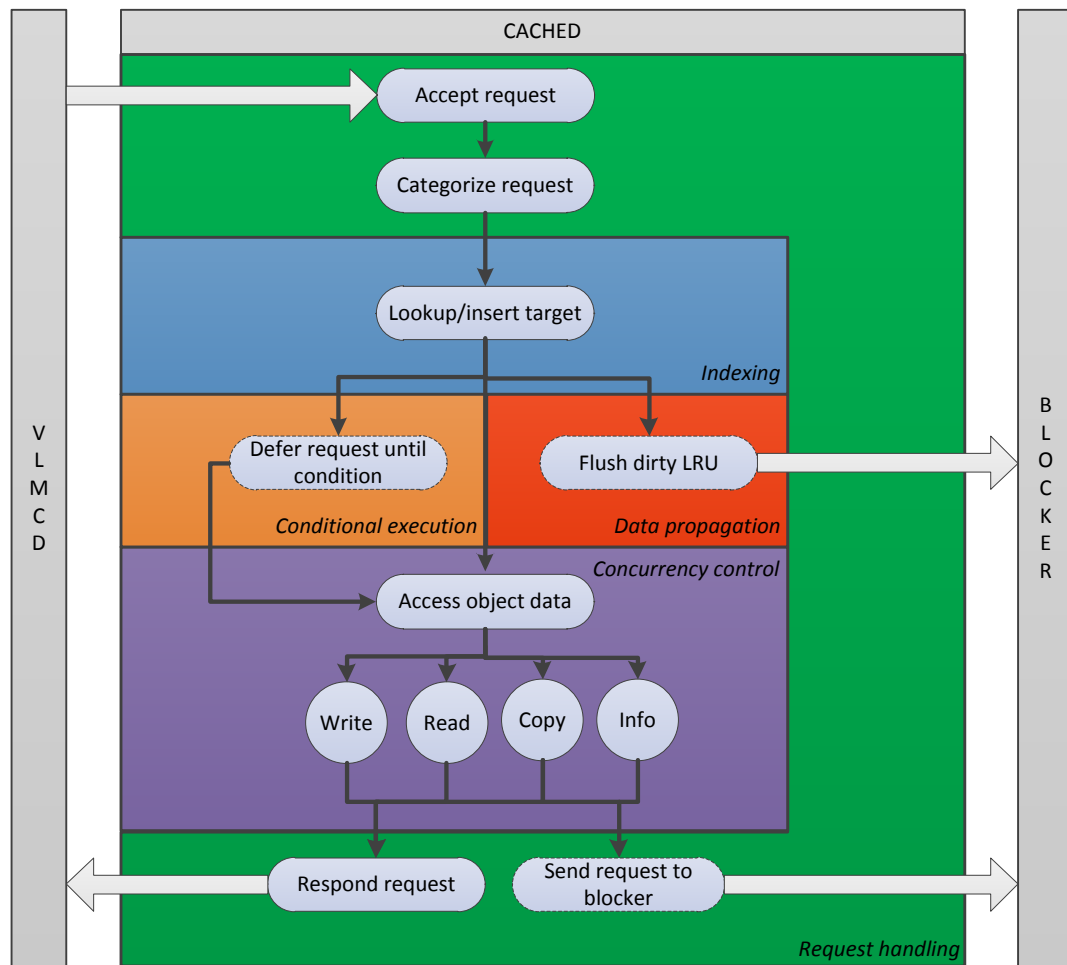 CACHED
Accept request
Categorize request
Lookup/insert target
Indexing
V
L
M
C
D
B
L
O
C
K
E
R
Defer request until
condition
Flush dirty LRU
Conditional execution
Data propagation
Concurrency control
Access object data
Write
Read
Copy
Info
Respond request
Send request to
blocker
Request handling